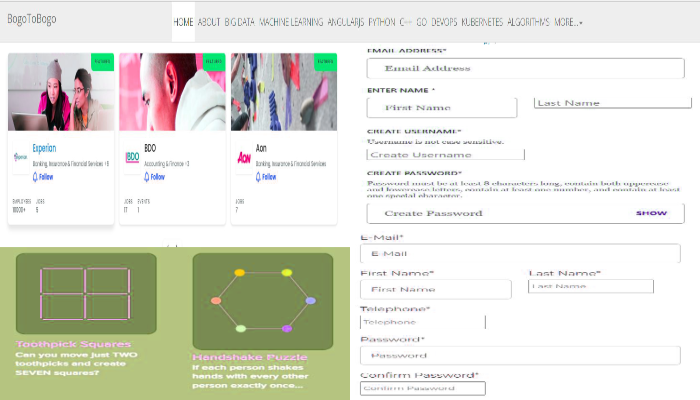 BogoToBogo
HOME ABOUT BIG DATA MACHINE LEARNING ANGULARJS PYTHON C++ GO DEVOPS KUBERNETES ALGORITHMS MORE...
Experian
Banking, Insurance & Financial Services +8
Follow
EMPLOYEES JOBS
8000+ 5
BDO
BDO
Accounting & Finance +3
Follow
JOBS EVENTS
17 1
Aon
AON
Banking, Insurance & Financial Services
Follow
JOBS
7
Toothpick Squares
Can you move just TWO
toothpicks and create
SEVEN squares?
Handshake Puzzle
If each person shakes
hands with every other
person exactly once...
EMAIL ADDRESS*
Email Address
ENTER NAME *
First Name
Last Name
CREATE USERNAME*
Username is not case sensitive.
Create Username
CREATE PASSWORD*
Password must be at least 8 characters long, contain both uppercase
and lowercase letters, contain at least one number, and contain at least
one special character.
Create Password SHOW
E-Mail*
E-Mail
First Name* Last Name*
First Name Last Name
Telephone*
Telephone
Password*
Password
Confirm Password*
Confirm Password